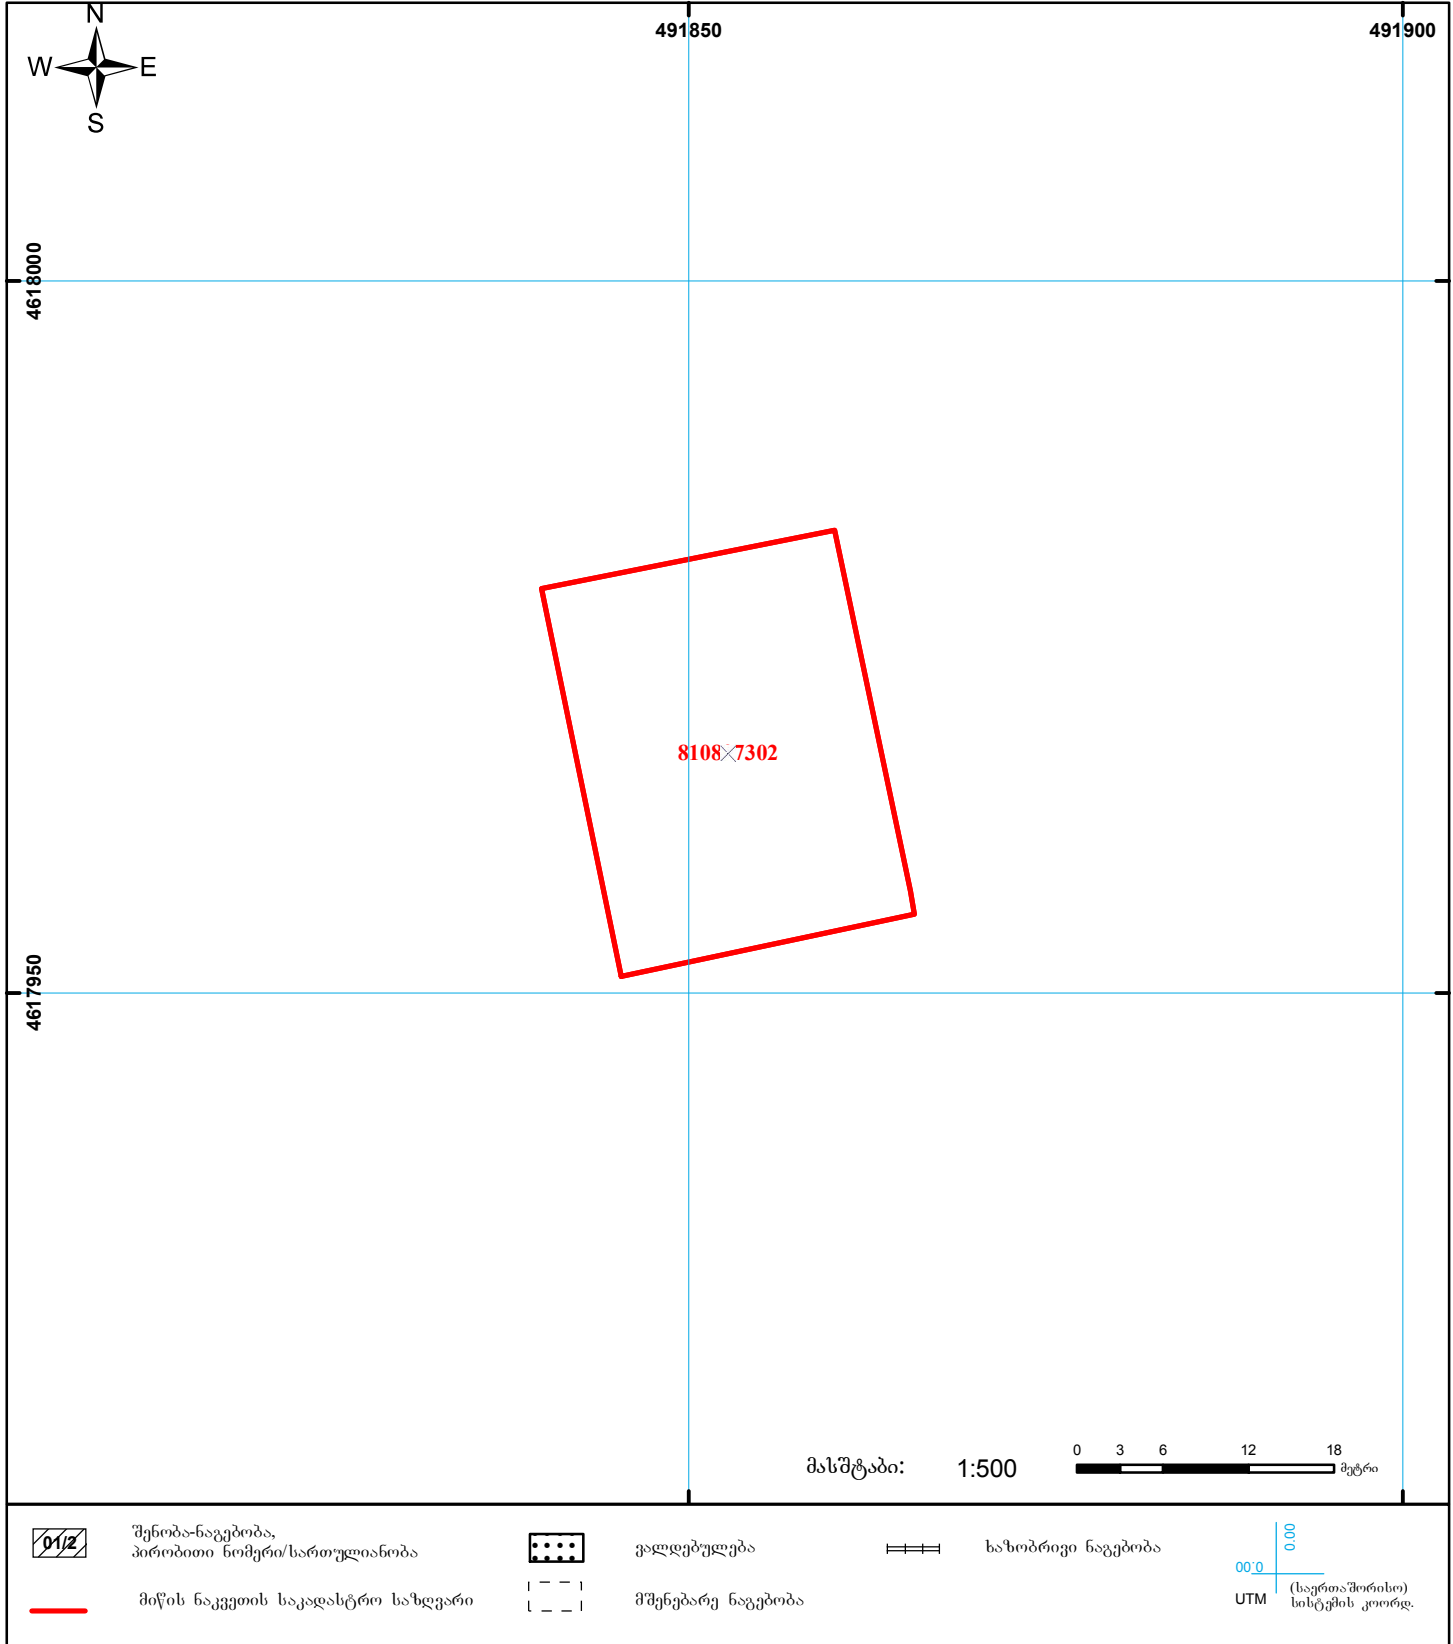 N
W E
S
491850
491900
4618000
4617950
8108 7302
მასშტაბი: 1:500
0 3 6 12 18
მეტრი
01/2
შენობა-ნაგებობა,
პირობითი ნომერი/სართულიანობა
ვალდებულება
ხაზობრივი ნაგებობა
მიწის ნაკვეთის საკადასტრო საზღვარი
მშენებარე ნაგებობა
00.0
0.00
UTM
(საერთაშორისო)
სისტემის კოორდ.